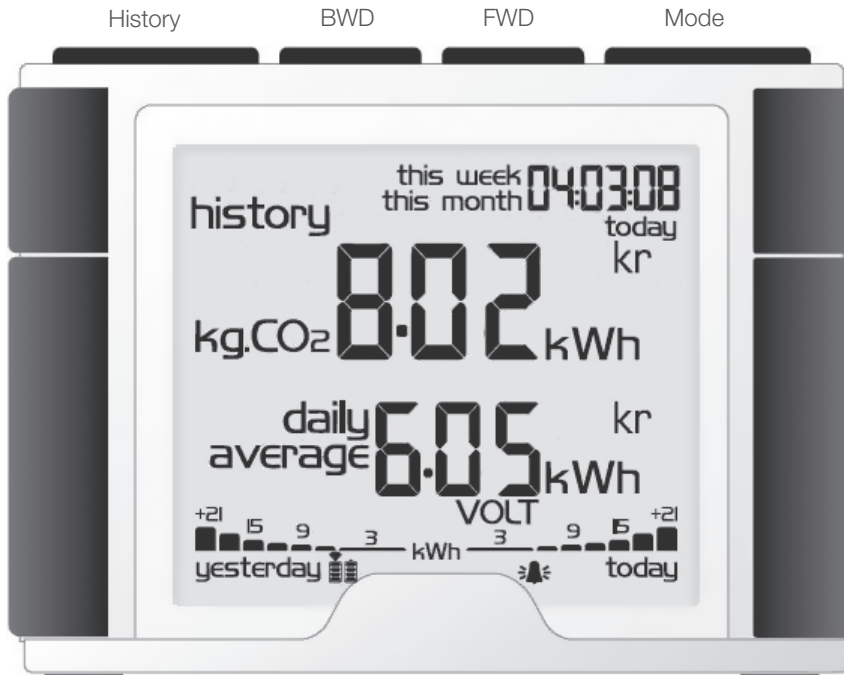 History BWD FWD Mode
this week
this month 04:03:08
history
today
kr
kg.CO2 8.02 kWh
daily
average 6.05 kr
kWh
VOLT
+21 15 9 3 kWh 3 9 15 +21
yesterday today